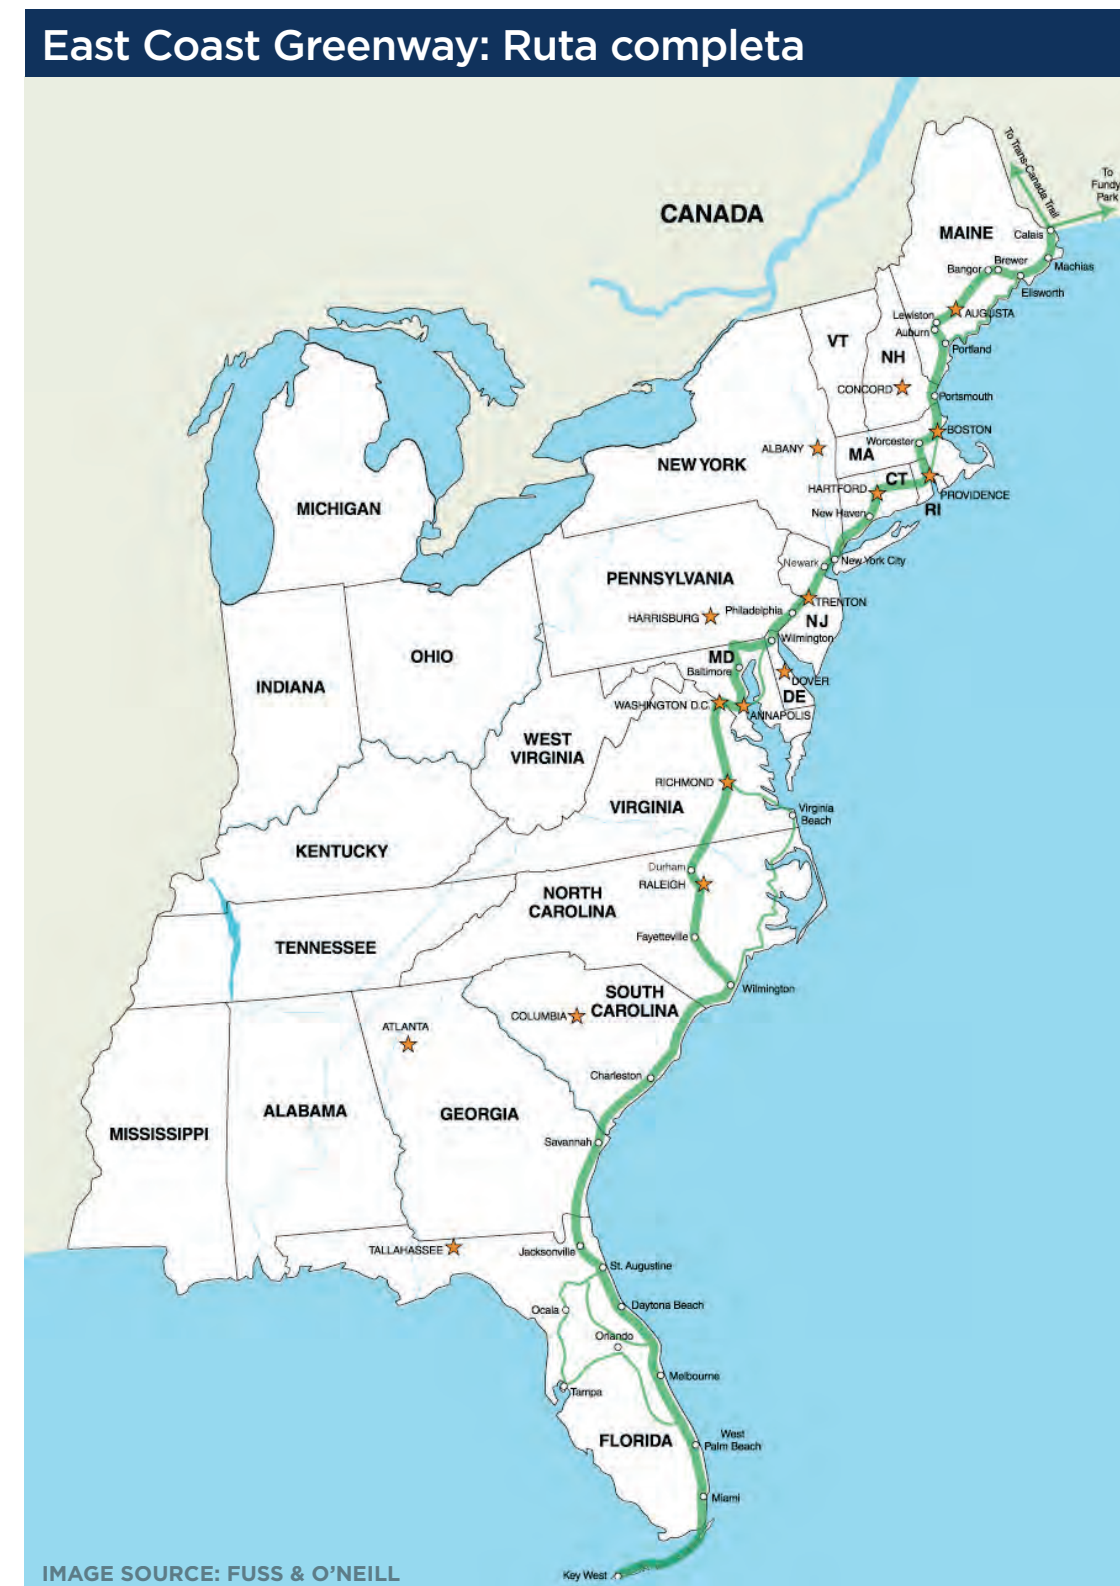 East Coast Greenway: Ruta completa
To Trans-Canada Trail
To
Fundy
Park
CANADA
MAINE
Calais
Brewer
Bangor
Machias
Ellsworth
Lewiston
AUGUSTA
Auburn
VT
Portland
NH
CONCORD
Portsmouth
BOSTON
Worcester
ALBANY
MA
NEW YORK
CT
HARTFORD
PROVIDENCE
MICHIGAN
RI
New Haven
Newark
New York City
PENNSYLVANIA
TRENTON
Philadelphia
HARRISBURG
NJ
Wilmington
OHIO
MD
Baltimore
DOVER
INDIANA
DE
WASHINGTON D.C.
ANNAPOLIS
WEST
VIRGINIA
RICHMOND
VIRGINIA
Virginia
Beach
KENTUCKY
Durham
RALEIGH
NORTH
CAROLINA
Fayetteville
TENNESSEE
Wilmington
SOUTH
CAROLINA
COLUMBIA
ATLANTA
Charleston
ALABAMA
GEORGIA
MISSISSIPPI
Savannah
TALLAHASSEE
Jacksonville
St. Augustine
Daytona Beach
Ocala
Orlando
Melbourne
Tampa
FLORIDA
West
Palm Beach
Miami
Key West
IMAGE SOURCE: FUSS & O'NEILL